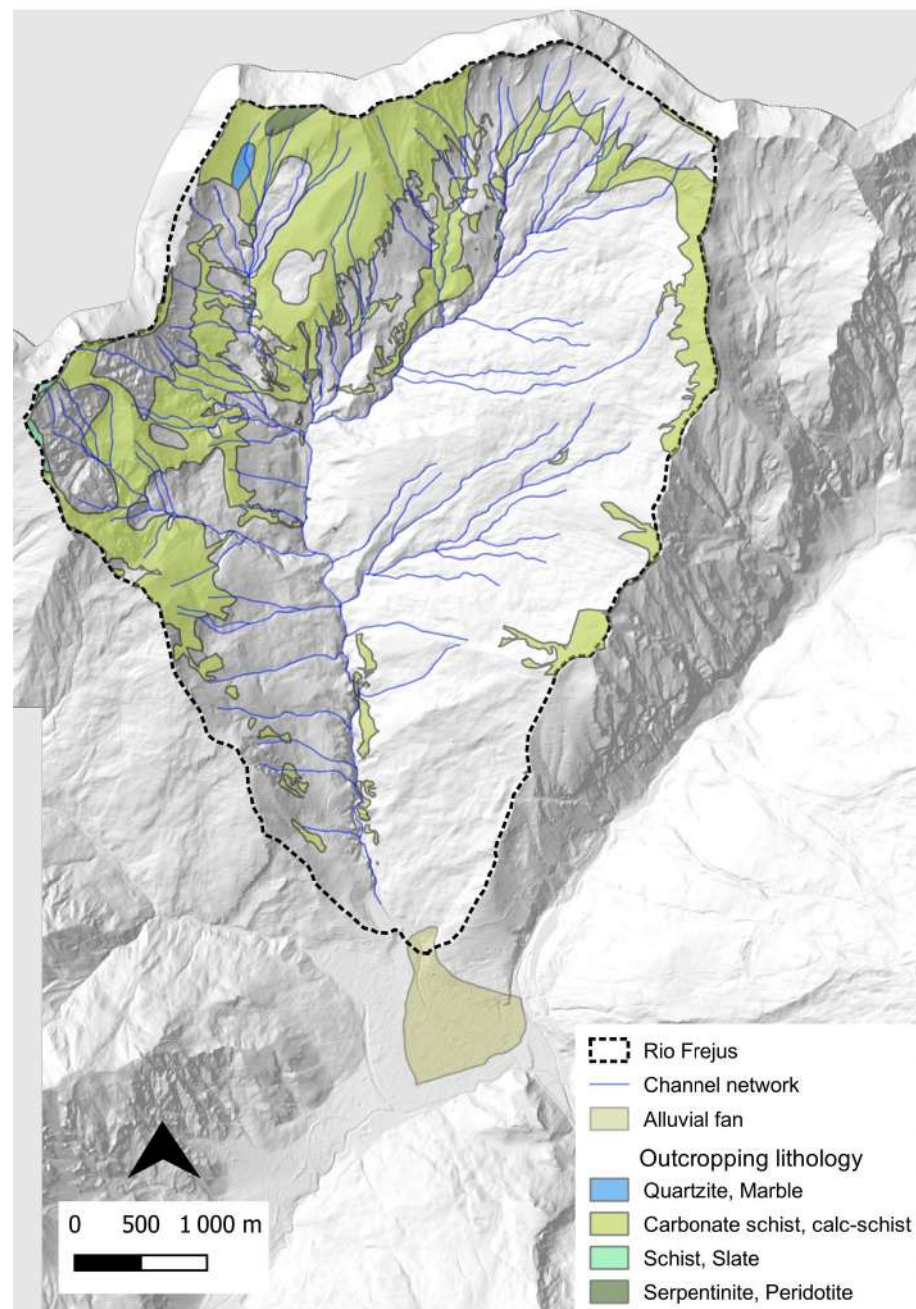 Rio Frejus
Channel network
Alluvial fan
Outcropping lithology
Quartzite, Marble
Carbonate schist, calc-schist
Schist, Slate
Serpentinite, Peridotite
0 500 1 000 m